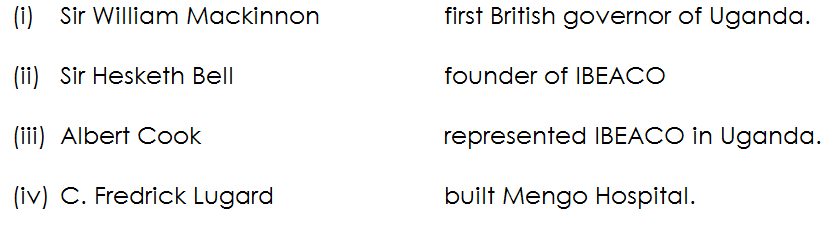 (i) Sir William Mackinnon first British governor of Uganda.
(ii) Sir Hesketh Bell founder of IBEACO
(iii) Albert Cook represented IBEACO in Uganda.
(iv) C. Fredrick Lugard built Mengo Hospital.